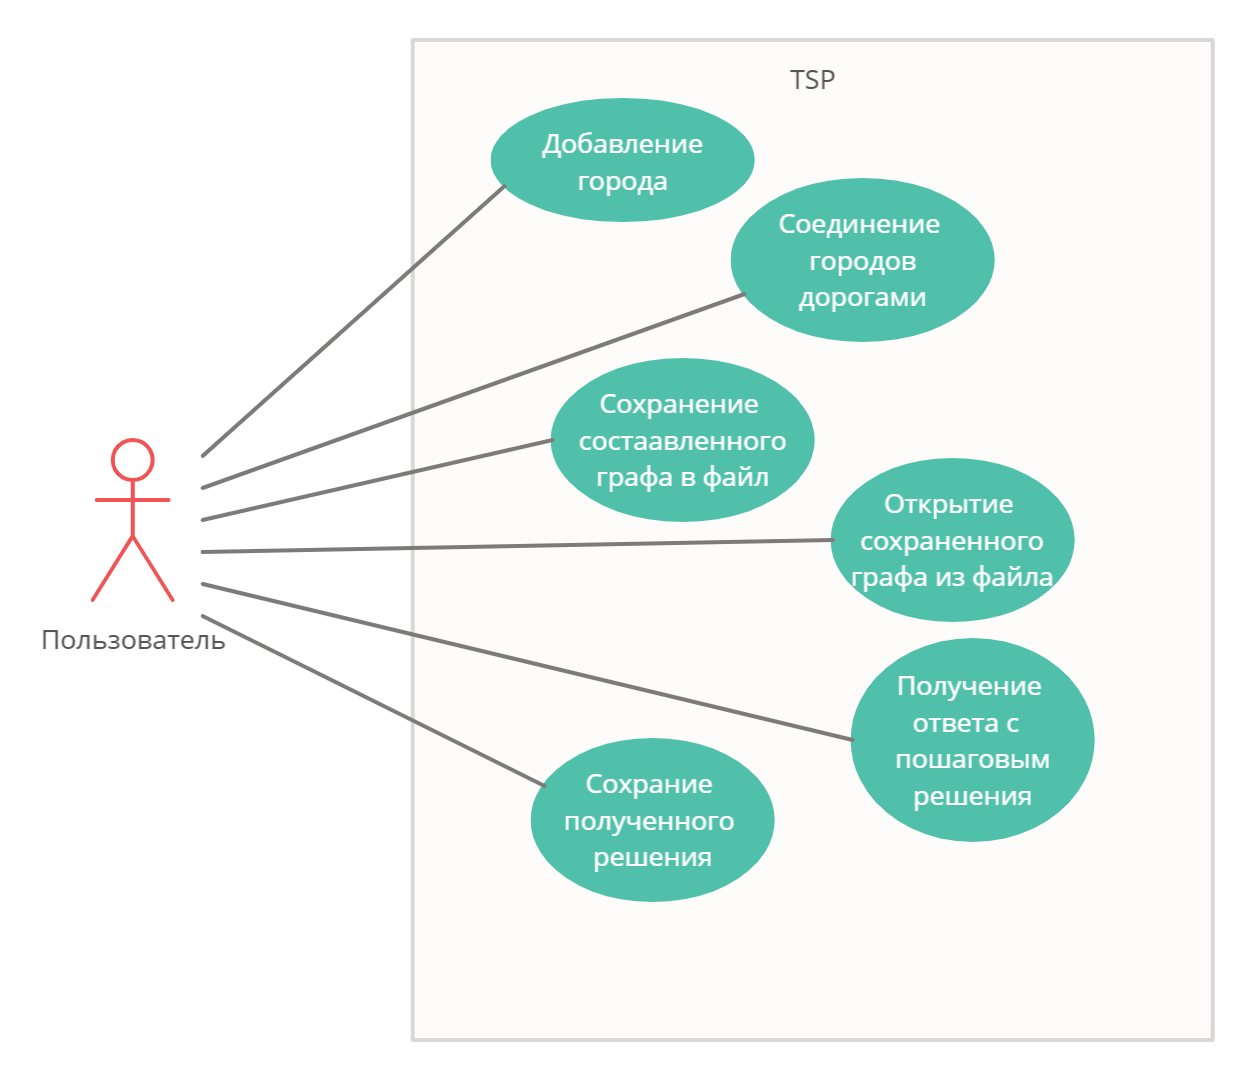 TSP
Добавление
города
Соединение
городов
дорогами
Сохранение
состаавленного
графа в файл
Открытие
сохраненного
графа из файла
Пользователь
Получение
ответа с
пошаговым
решения
Сохрание
полученного
решения